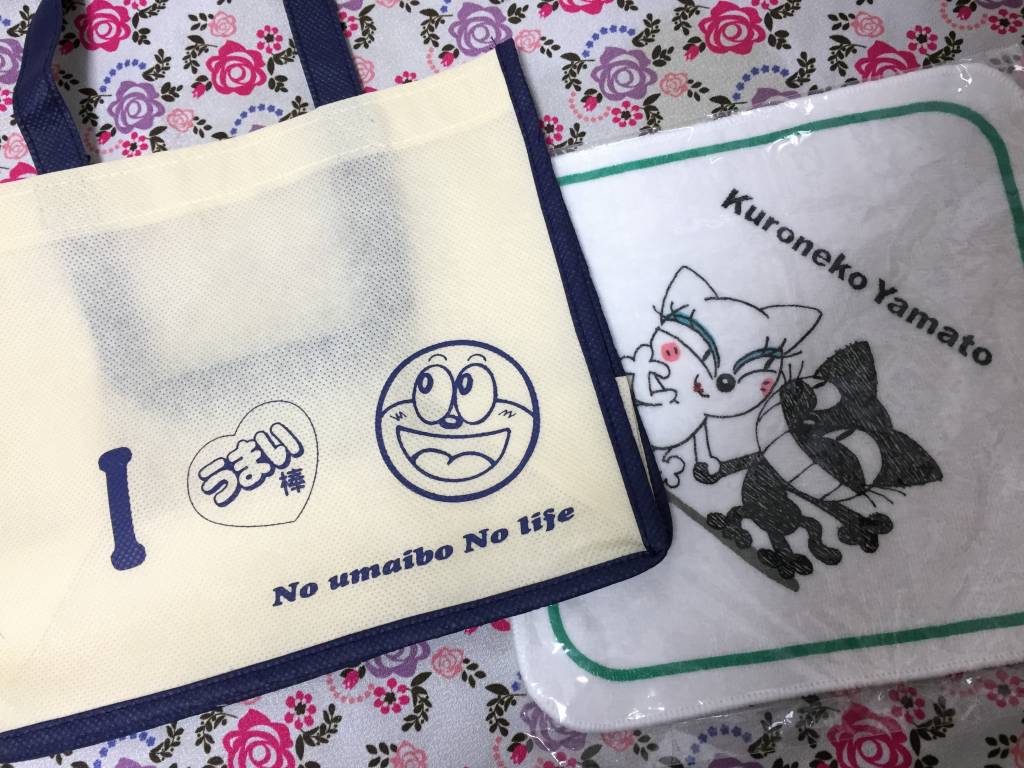 I うまい棒
No umaibo No life
Kuroneko Yamato